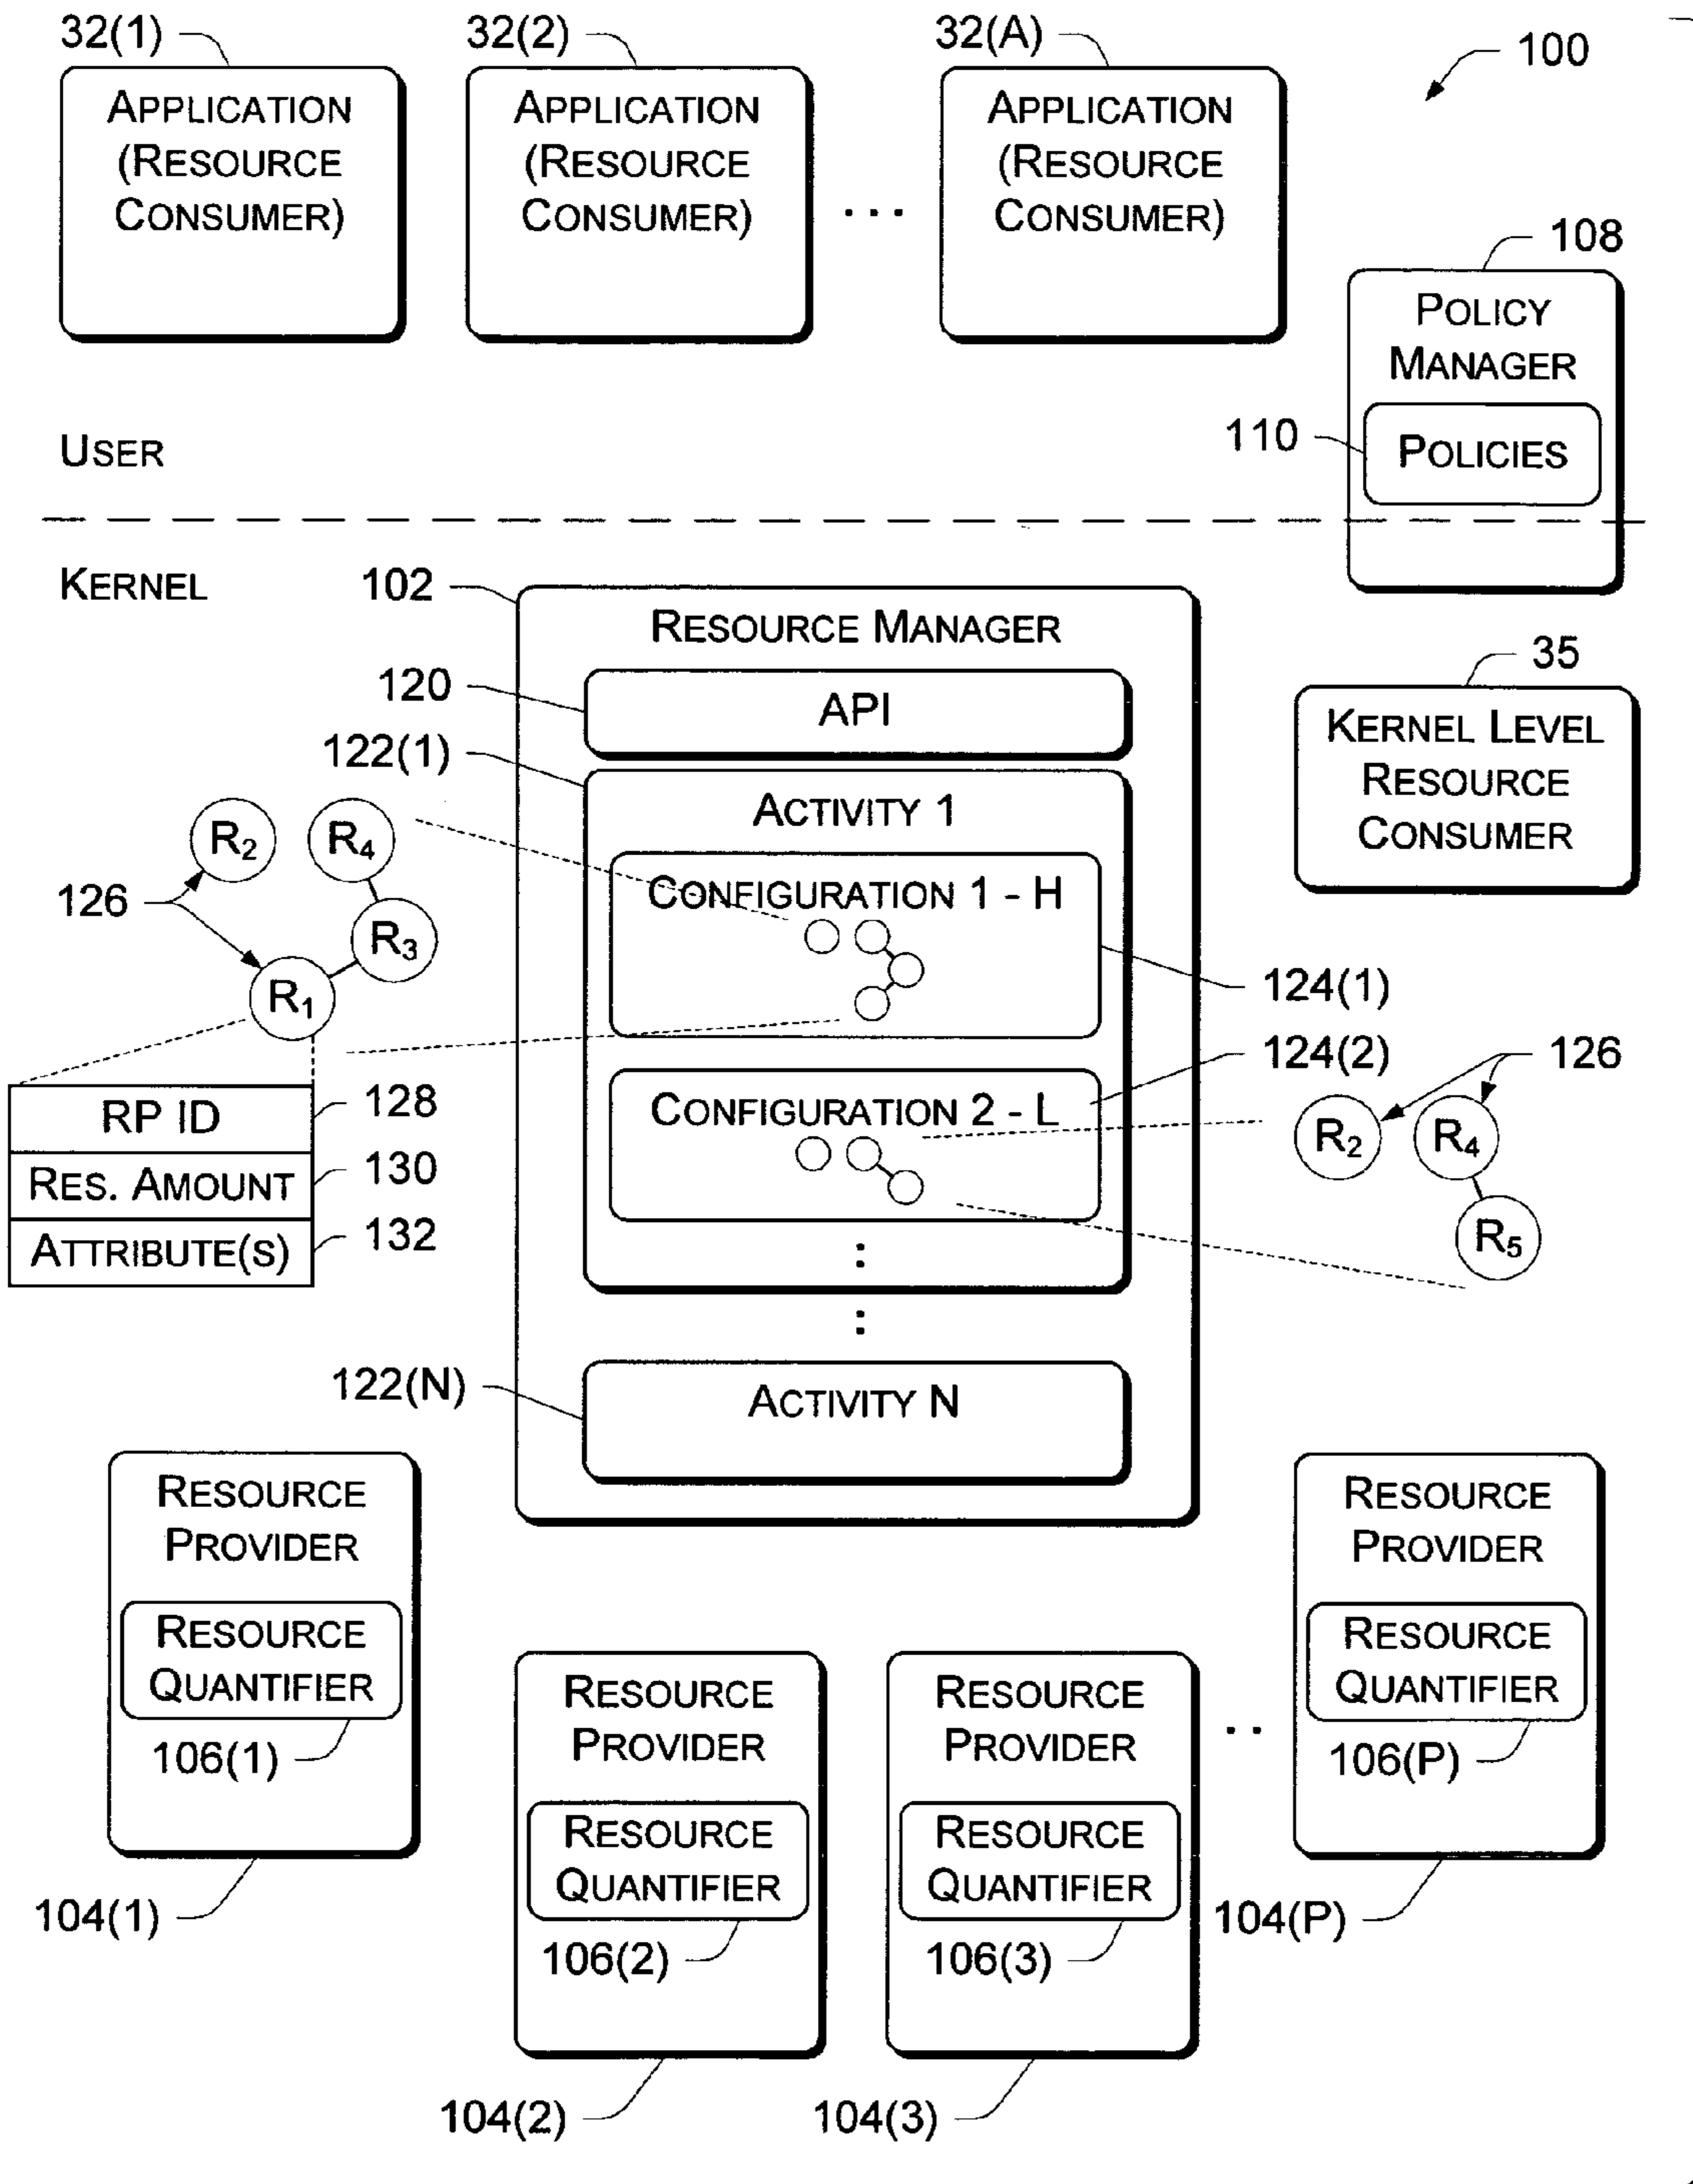 32(1)
32(2)
32(A)
100
APPLICATION
(RESOURCE
CONSUMER)
APPLICATION
(RESOURCE
CONSUMER)
...
APPLICATION
(RESOURCE
CONSUMER)
108
POLICY
MANAGER
110
POLICIES
USER
KERNEL
102
RESOURCE MANAGER
120
API
35
KERNEL LEVEL
RESOURCE
CONSUMER
122(1)
ACTIVITY 1
R2
R4
126
R3
R1
CONFIGURATION 1 - H
124(1)
124(2)
CONFIGURATION 2 - L
126
R2
R4
R5
RP ID
128
RES. AMOUNT
130
ATTRIBUTE(S)
132
:
:
122(N)
ACTIVITY N
RESOURCE
PROVIDER
RESOURCE
QUANTIFIER
106(1)
104(1)
RESOURCE
PROVIDER
RESOURCE
QUANTIFIER
106(2)
104(2)
RESOURCE
PROVIDER
RESOURCE
QUANTIFIER
106(3)
104(3)
..
RESOURCE
PROVIDER
RESOURCE
QUANTIFIER
106(P)
104(P)